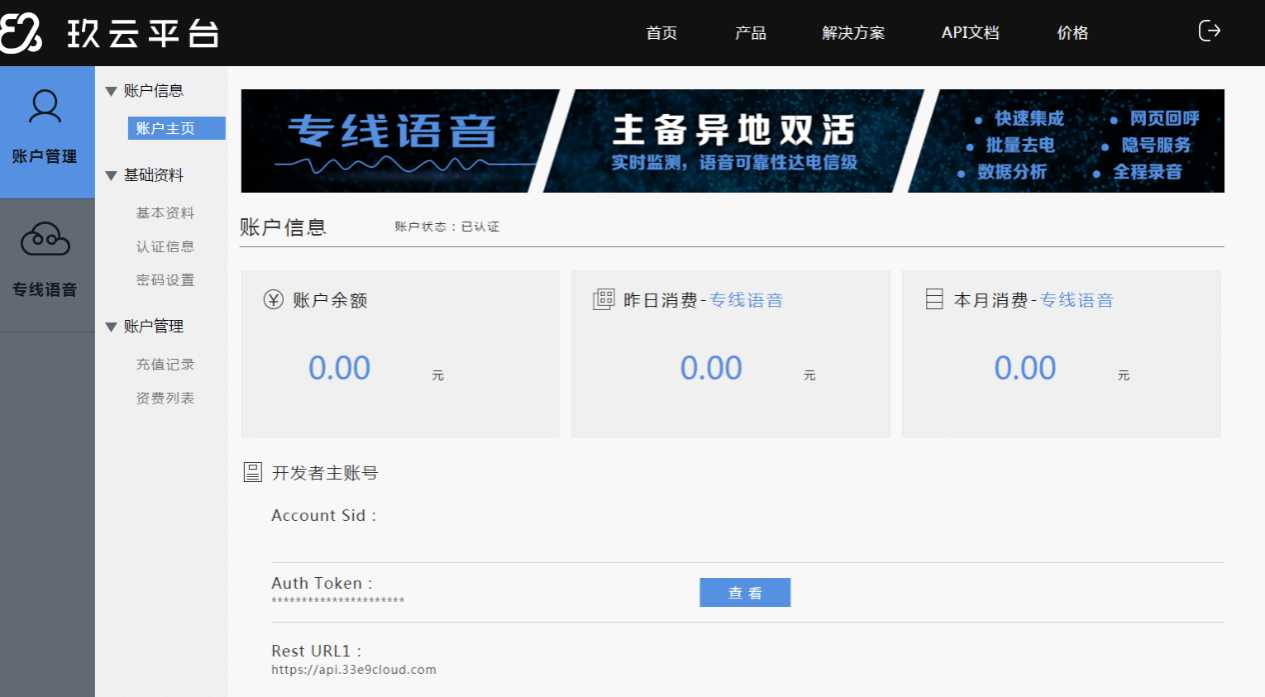 玖云平台
首页 产品 解决方案 API文档 价格
账户管理
专线语音
账户信息
账户主页
基础资料
基本资料
认证信息
密码设置
账户管理
充值记录
资费列表
专线语音
主备异地双活
实时监测，语音可靠性达电信级
快速集成 网页回呼
批量去电 隐号服务
数据分析 全程录音
账户信息 账户状态：已认证
账户余额
0.00 元
昨日消费-专线语音
0.00 元
本月消费-专线语音
0.00 元
开发者主账号
Account Sid :
Auth Token :
**********************
查看
Rest URL1 :
https://api.33e9cloud.com